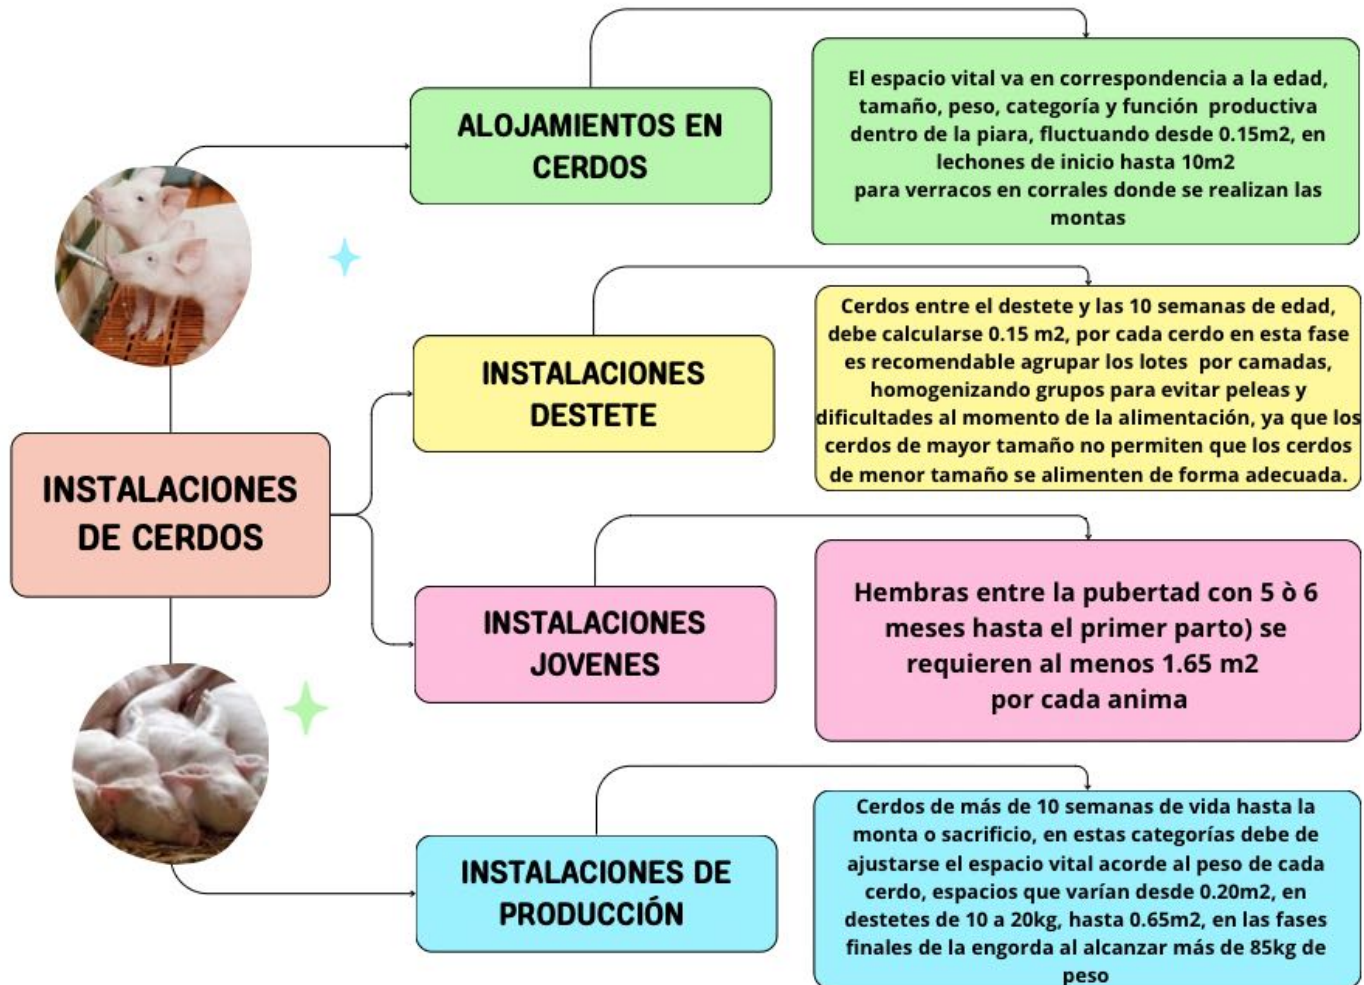 INSTALACIONES
DE CERDOS
ALOJAMIENTOS EN
CERDOS
El espacio vital va en correspondencia a la edad,
tamaño, peso, categoría y función productiva
dentro de la piara, fluctuando desde 0.15m2, en
lechones de inicio hasta 10m2
para verracos en corrales donde se realizan las
montas
INSTALACIONES
DESTETE
Cerdos entre el destete y las 10 semanas de edad,
debe calcularse 0.15 m2, por cada cerdo en esta fase
es recomendable agrupar los lotes por camadas,
homogenizando grupos para evitar peleas y
dificultades al momento de la alimentación, ya que los
cerdos de mayor tamaño no permiten que los cerdos
de menor tamaño se alimenten de forma adecuada.
INSTALACIONES
JOVENES
Hembras entre la pubertad con 5 ò 6
meses hasta el primer parto) se
requieren al menos 1.65 m2
por cada anima
INSTALACIONES DE
PRODUCCIÓN
Cerdos de más de 10 semanas de vida hasta la
monta o sacrificio, en estas categorías debe de
ajustarse el espacio vital acorde al peso de cada
cerdo, espacios que varían desde 0.20m2, en
destetes de 10 a 20kg, hasta 0.65m2, en las fases
finales de la engorda al alcanzar más de 85kg de
peso